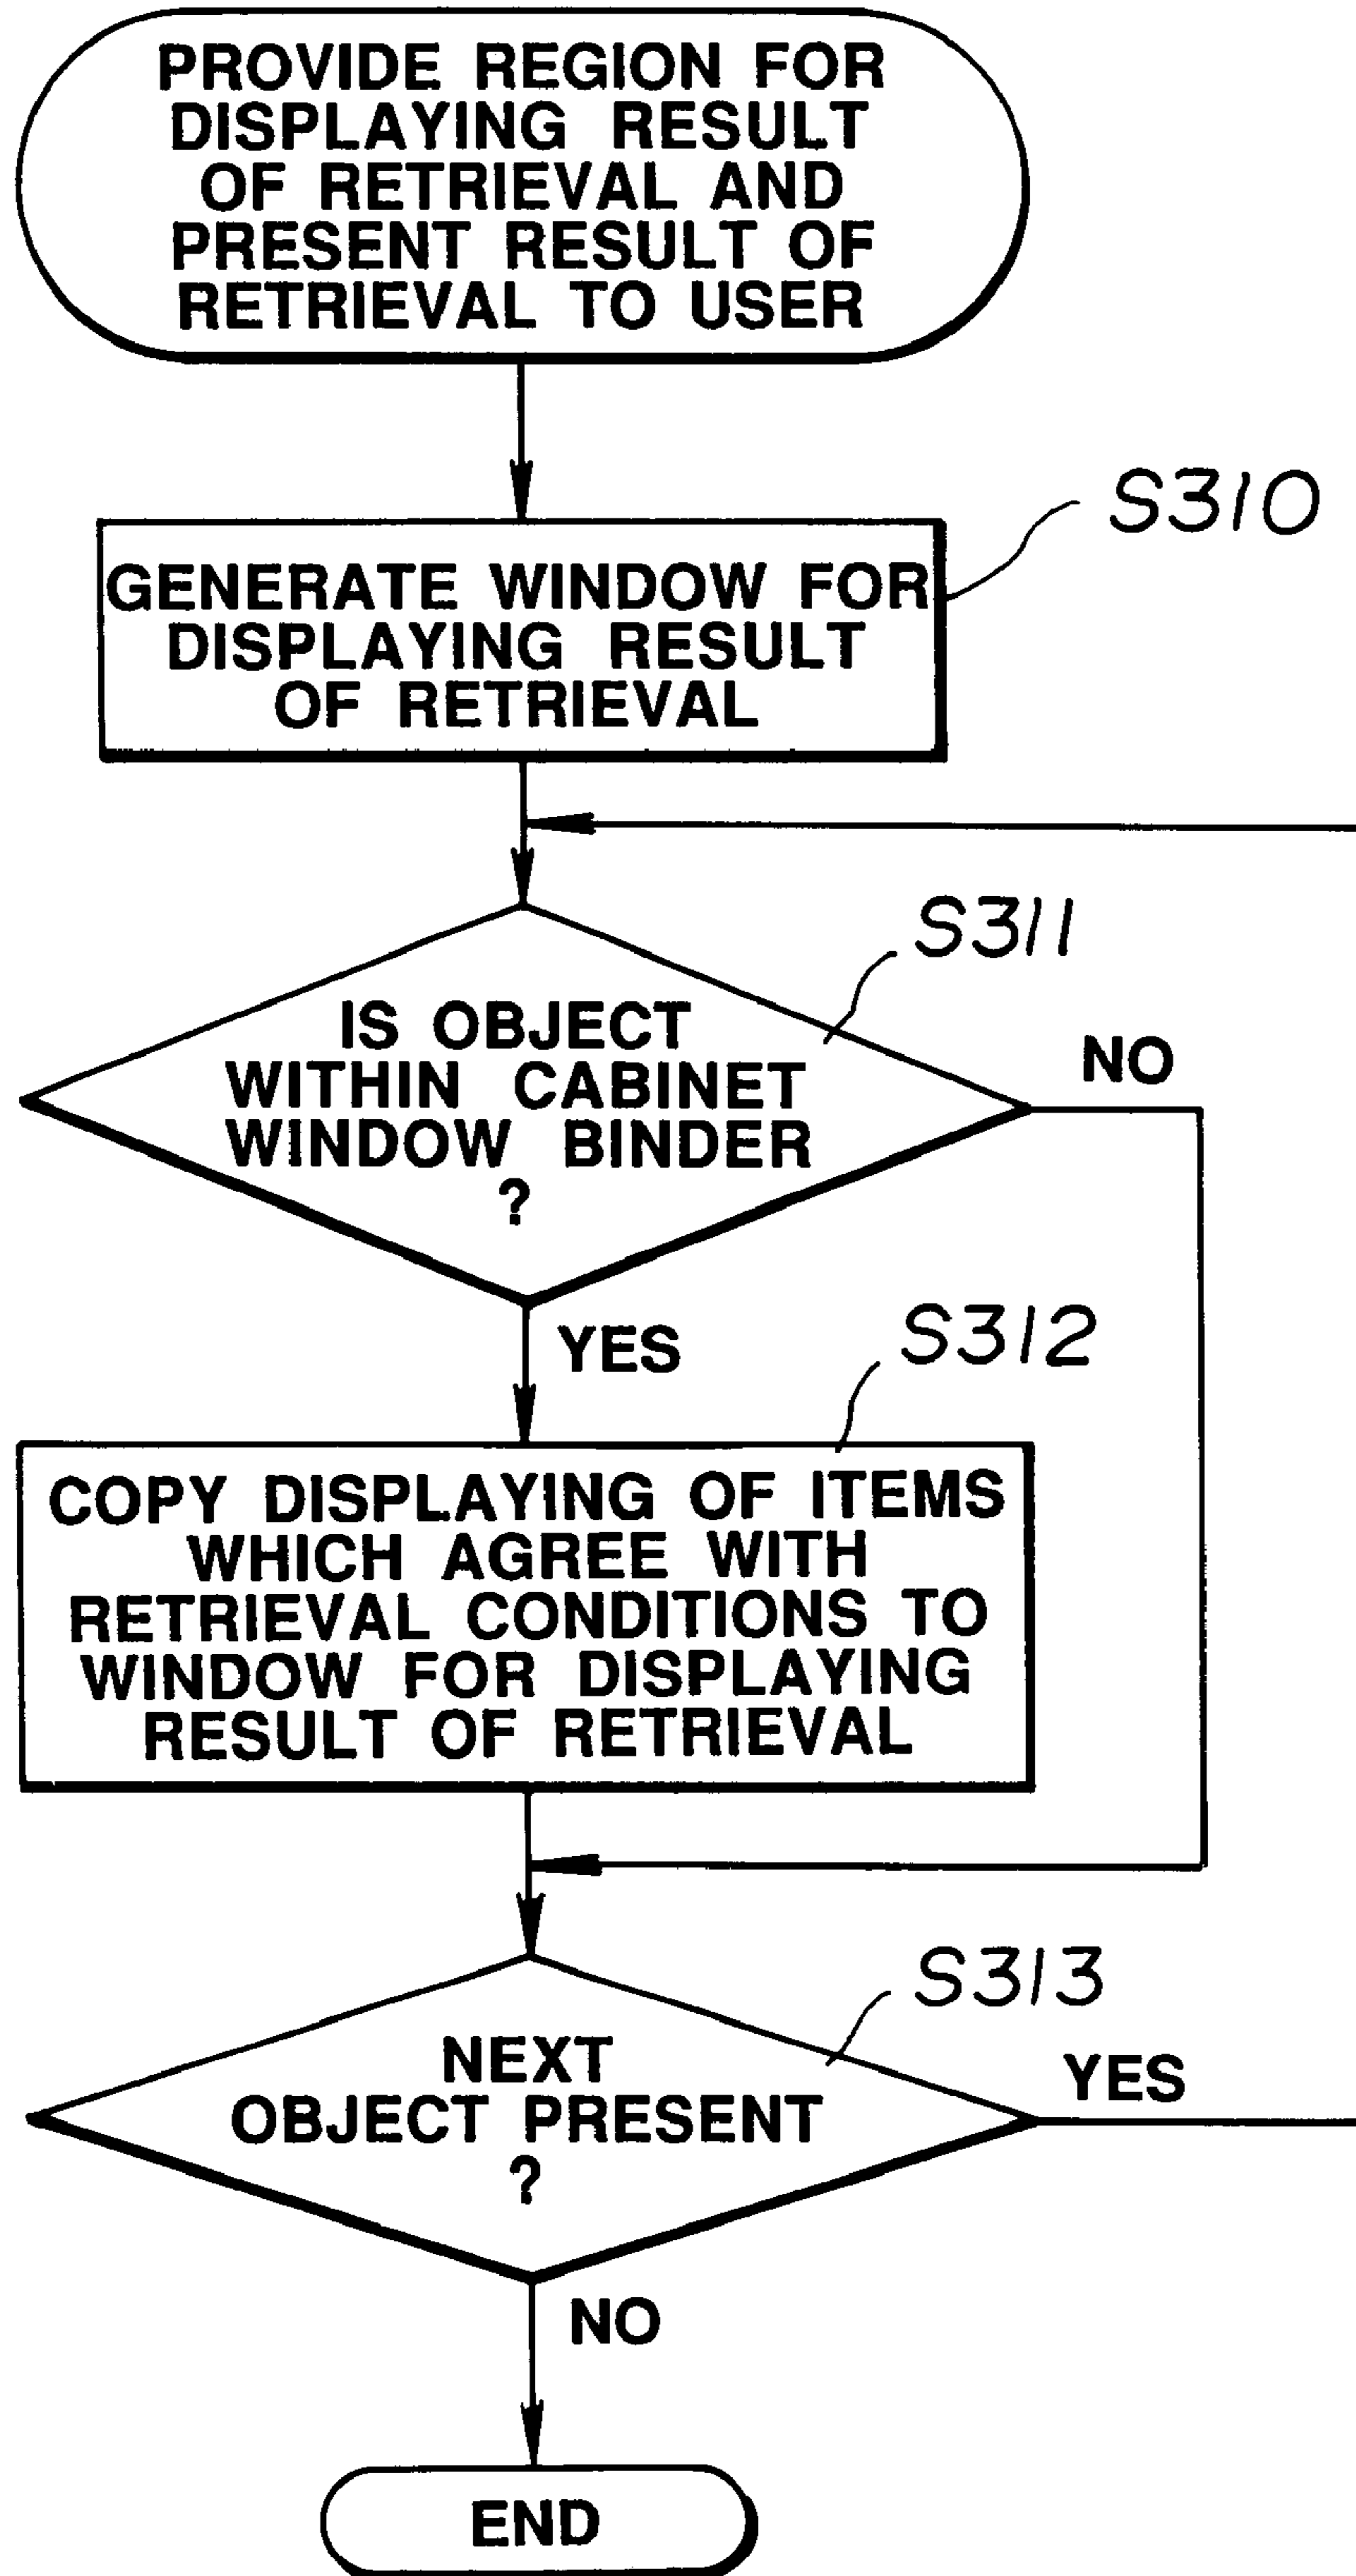 PROVIDE REGION FOR
DISPLAYING RESULT
OF RETRIEVAL AND
PRESENT RESULT OF
RETRIEVAL TO USER
S310
GENERATE WINDOW FOR
DISPLAYING RESULT
OF RETRIEVAL
S311
IS OBJECT
WITHIN CABINET
WINDOW BINDER
?
NO
YES
S312
COPY DISPLAYING OF ITEMS
WHICH AGREE WITH
RETRIEVAL CONDITIONS TO
WINDOW FOR DISPLAYING
RESULT OF RETRIEVAL
S313
NEXT
OBJECT PRESENT
?
YES
NO
END